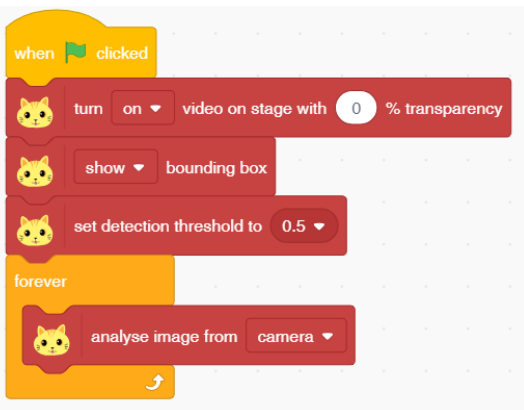 when clicked
turn on video on stage with 0 % transparency
show bounding box
set detection threshold to 0.5
forever
analyse image from camera